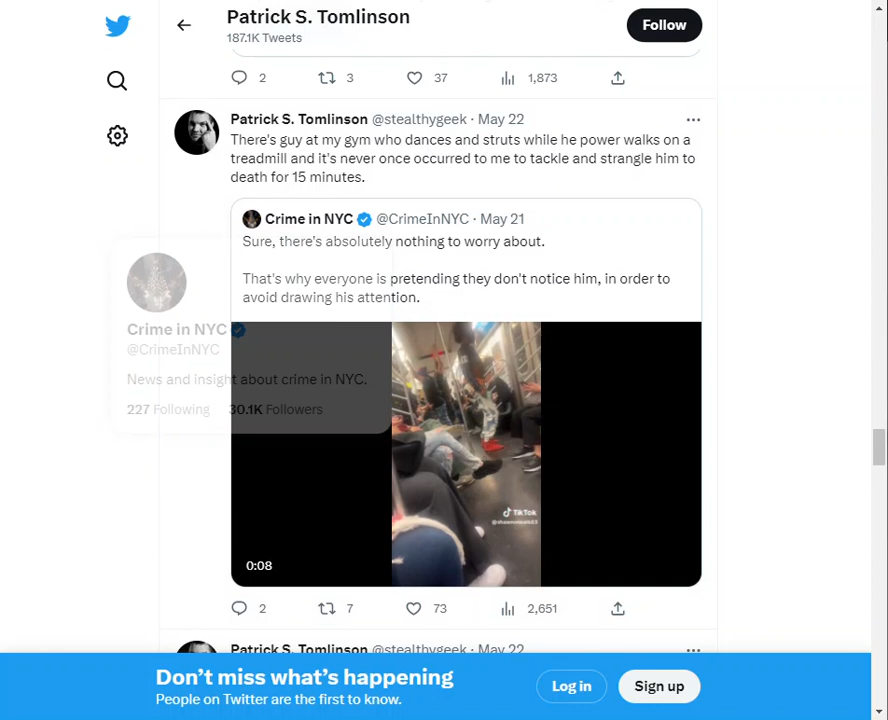 Patrick S. Tomlinson
187.1K Tweets
Follow
2
3
37
1,873
Patrick S. Tomlinson @stealthygeek · May 22
There's guy at my gym who dances and struts while he power walks on a
treadmill and it's never once occurred to me to tackle and strangle him to
death for 15 minutes.
Crime in NYC @CrimeInNYC · May 21
Sure, there's absolutely nothing to worry about.
That's why everyone is pretending they don't notice him, in order to
avoid drawing his attention.
Crime in NYC
@CrimeInNYC
News and insight about crime in NYC.
227 Following 30.1K Followers
TikTok
0:08
2
7
73
2,651
Patrick S. Tomlinson @stealthygeek · May 22
Don't miss what's happening
People on Twitter are the first to know.
Log in
Sign up